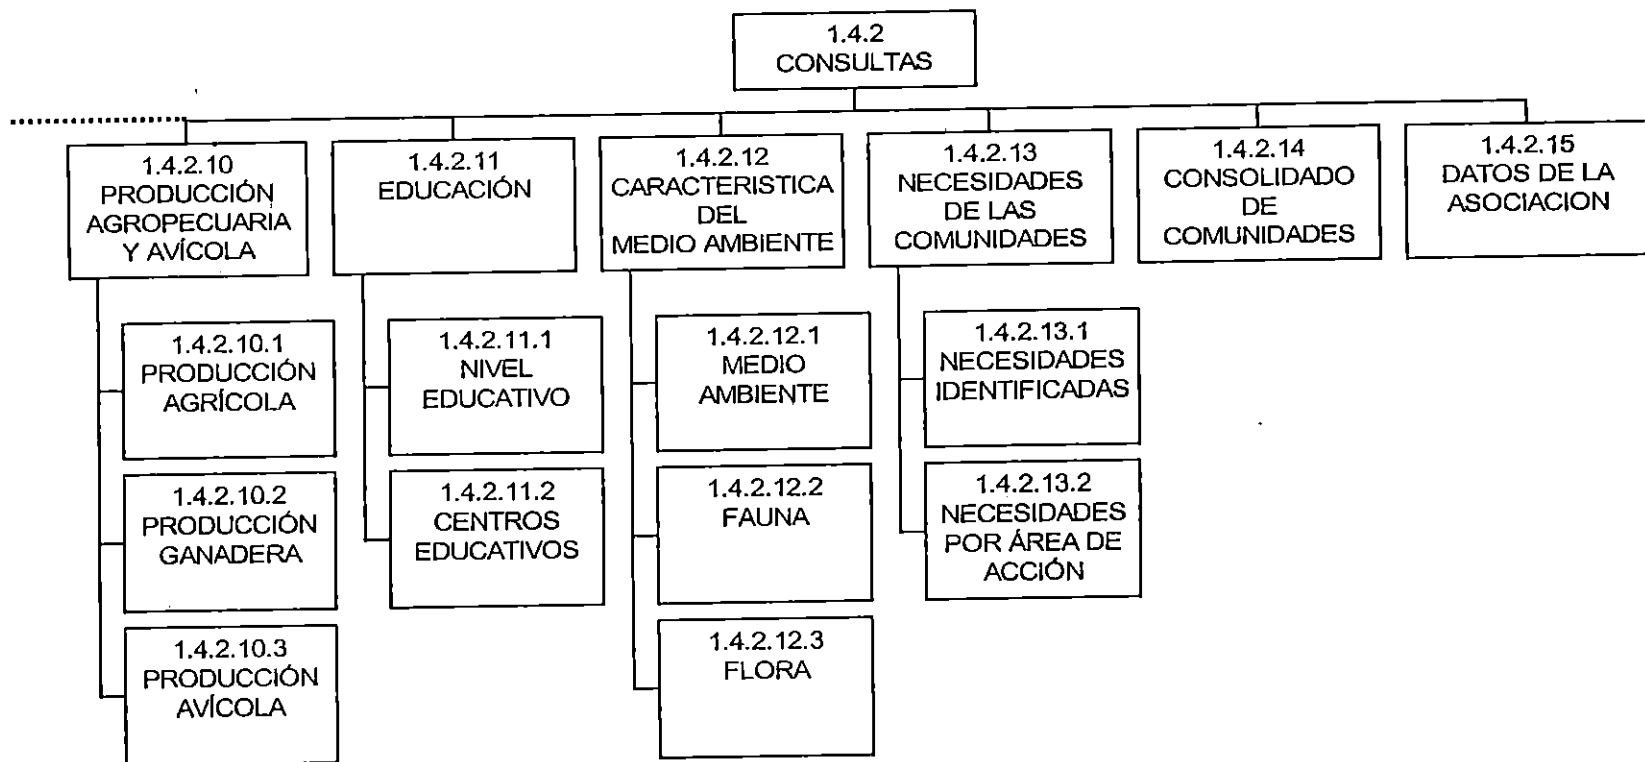 1.4.2
CONSULTAS
1.4.2.10
PRODUCCIÓN
AGROPECUARIA
Y AVÍCOLA
1.4.2.11
EDUCACIÓN
1.4.2.12
CARACTERISTICA
DEL
MEDIO AMBIENTE
1.4.2.13
NECESIDADES
DE LAS
COMUNIDADES
1.4.2.14
CONSOLIDADO
DE
COMUNIDADES
1.4.2.15
DATOS DE LA
ASOCIACION
1.4.2.10.1
PRODUCCIÓN
AGRÍCOLA
1.4.2.11.1
NIVEL
EDUCATIVO
1.4.2.12.1
MEDIO
AMBIENTE
1.4.2.13.1
NECESIDADES
IDENTIFICADAS
1.4.2.10.2
PRODUCCIÓN
GANADERA
1.4.2.11.2
CENTROS
EDUCATIVOS
1.4.2.12.2
FAUNA
1.4.2.13.2
NECESIDADES
POR ÁREA DE
ACCIÓN
1.4.2.10.3
PRODUCCIÓN
AVÍCOLA
1.4.2.12.3
FLORA